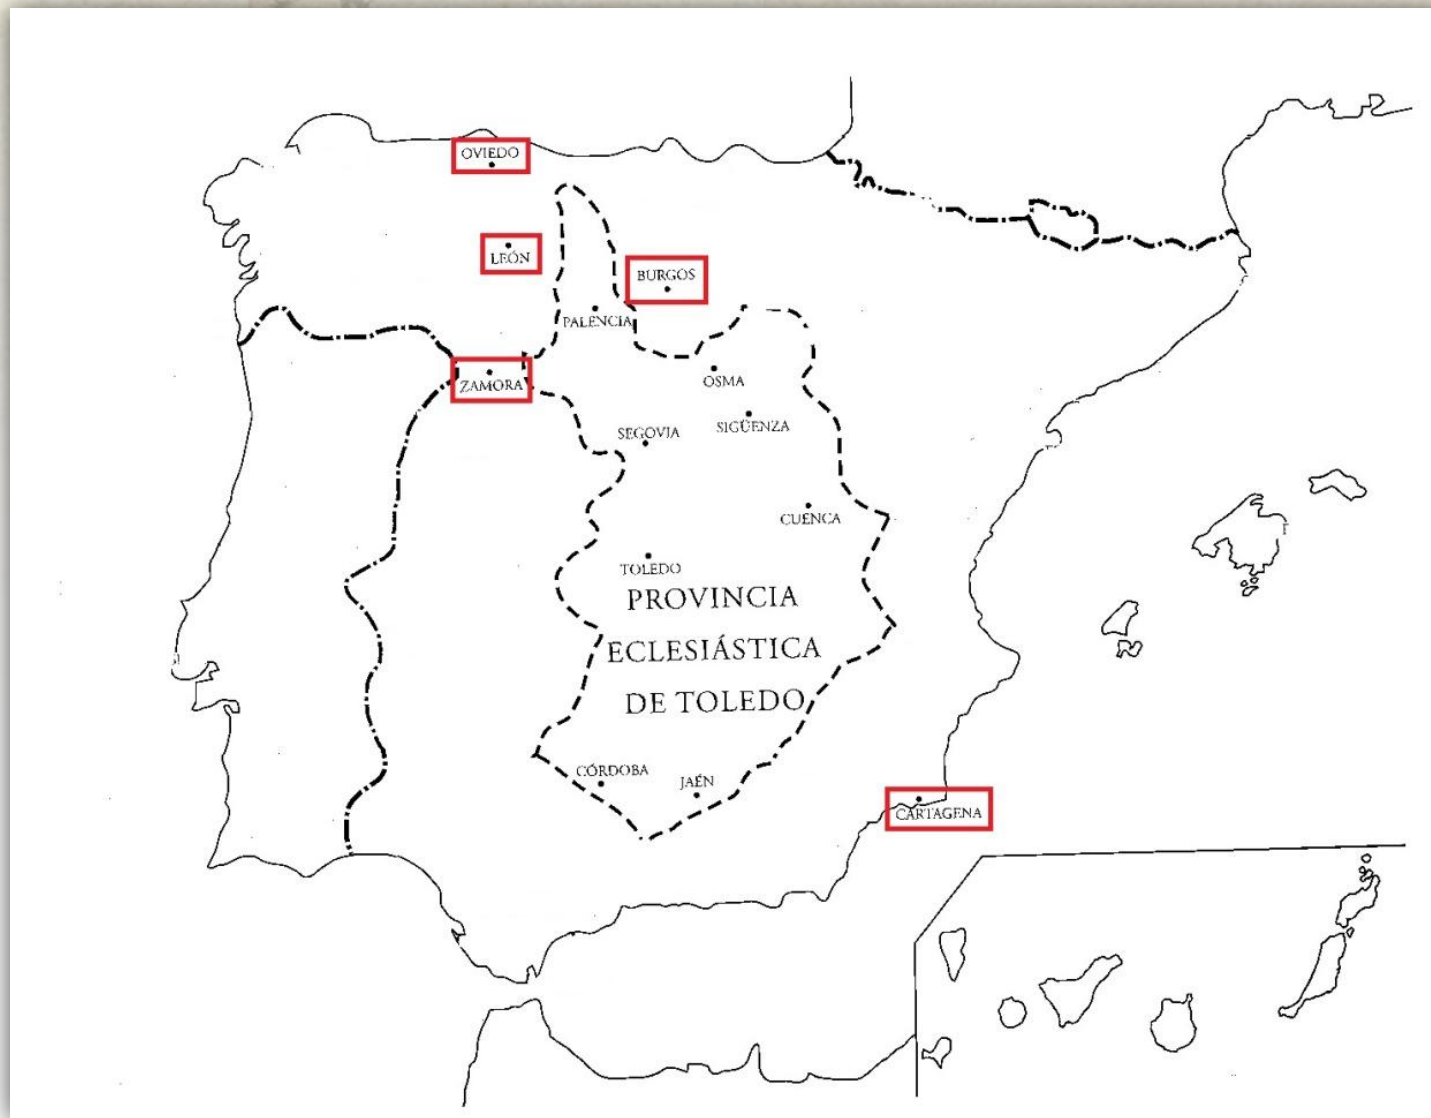 OVIEDO
LEÓN
BURGOS
PALENCIA
ZAMORA
OSMA
SEGOVIA
SIGÜENZA
CUENCA
TOLEDO
PROVINCIA
ECLESIÁSTICA
DE TOLEDO
CÓRDOBA
JAÉN
CARTAGENA